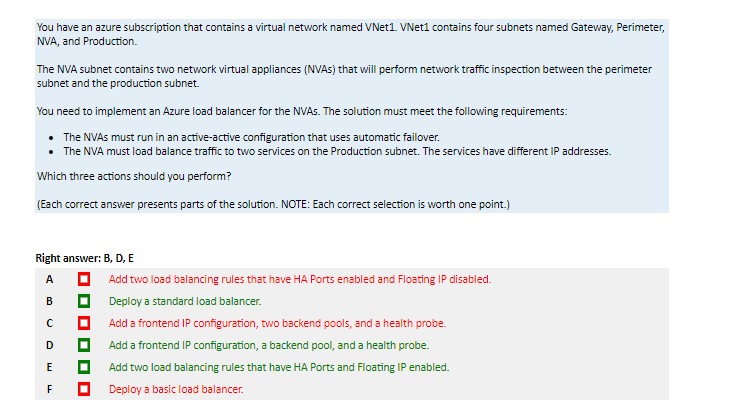 You have an azure subscription that contains a virtual network named VNet1. VNet1 contains four subnets named Gateway, Perimeter,
NVA, and Production.
The NVA subnet contains two network virtual appliances (NVAs) that will perform network traffic inspection between the perimeter
subnet and the production subnet.
You need to implement an Azure load balancer for the NVAs. The solution must meet the following requirements:
• The NVAs must run in an active-active configuration that uses automatic failover.
• The NVA must load balance traffic to two services on the Production subnet. The services have different IP addresses.
Which three actions should you perform?
(Each correct answer presents parts of the solution. NOTE: Each correct selection is worth one point.)
Right answer: B, D, E
A Add two load balancing rules that have HA Ports enabled and Floating IP disabled.
B Deploy a standard load balancer.
C Add a frontend IP configuration, two backend pools, and a health probe.
D Add a frontend IP configuration, a backend pool, and a health probe.
E Add two load balancing rules that have HA Ports and Floating IP enabled.
F Deploy a basic load balancer.